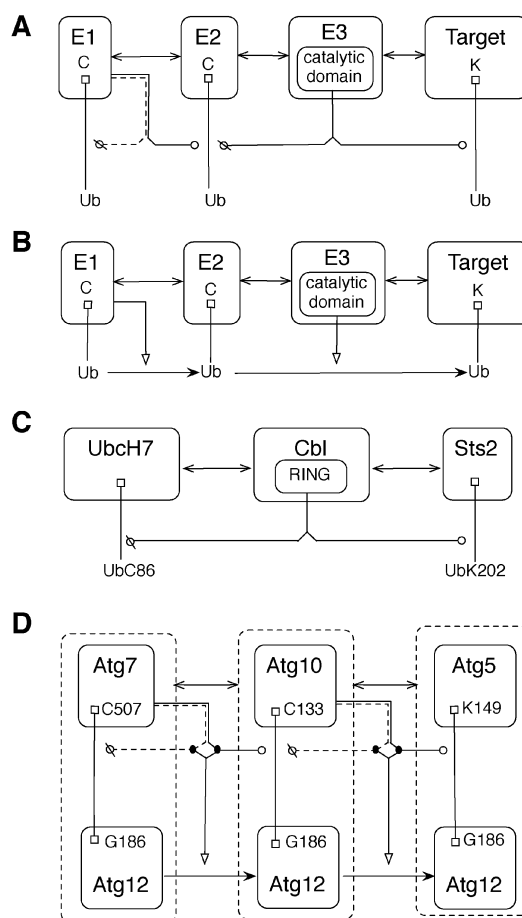 A
E1 E2 E3 Target
C C catalytic domain K
Ub Ub Ub
B
E1 E2 E3 Target
C C catalytic domain K
Ub Ub Ub
C
UbcH7 Cbl Sts2
RING
UbC86 UbK202
D
Atg7 Atg10 Atg5
C507 C133 K149
G186 G186 G186
Atg12 Atg12 Atg12